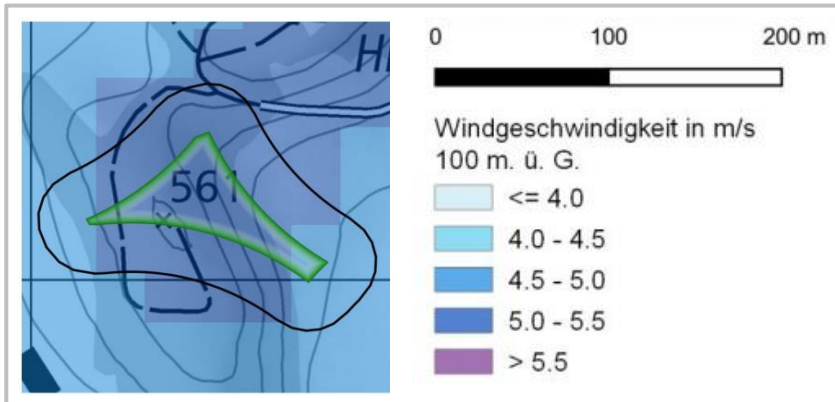 561
0 100 200 m
Windgeschwindigkeit in m/s
100 m. ü. G.
<= 4.0
4.0 - 4.5
4.5 - 5.0
5.0 - 5.5
> 5.5